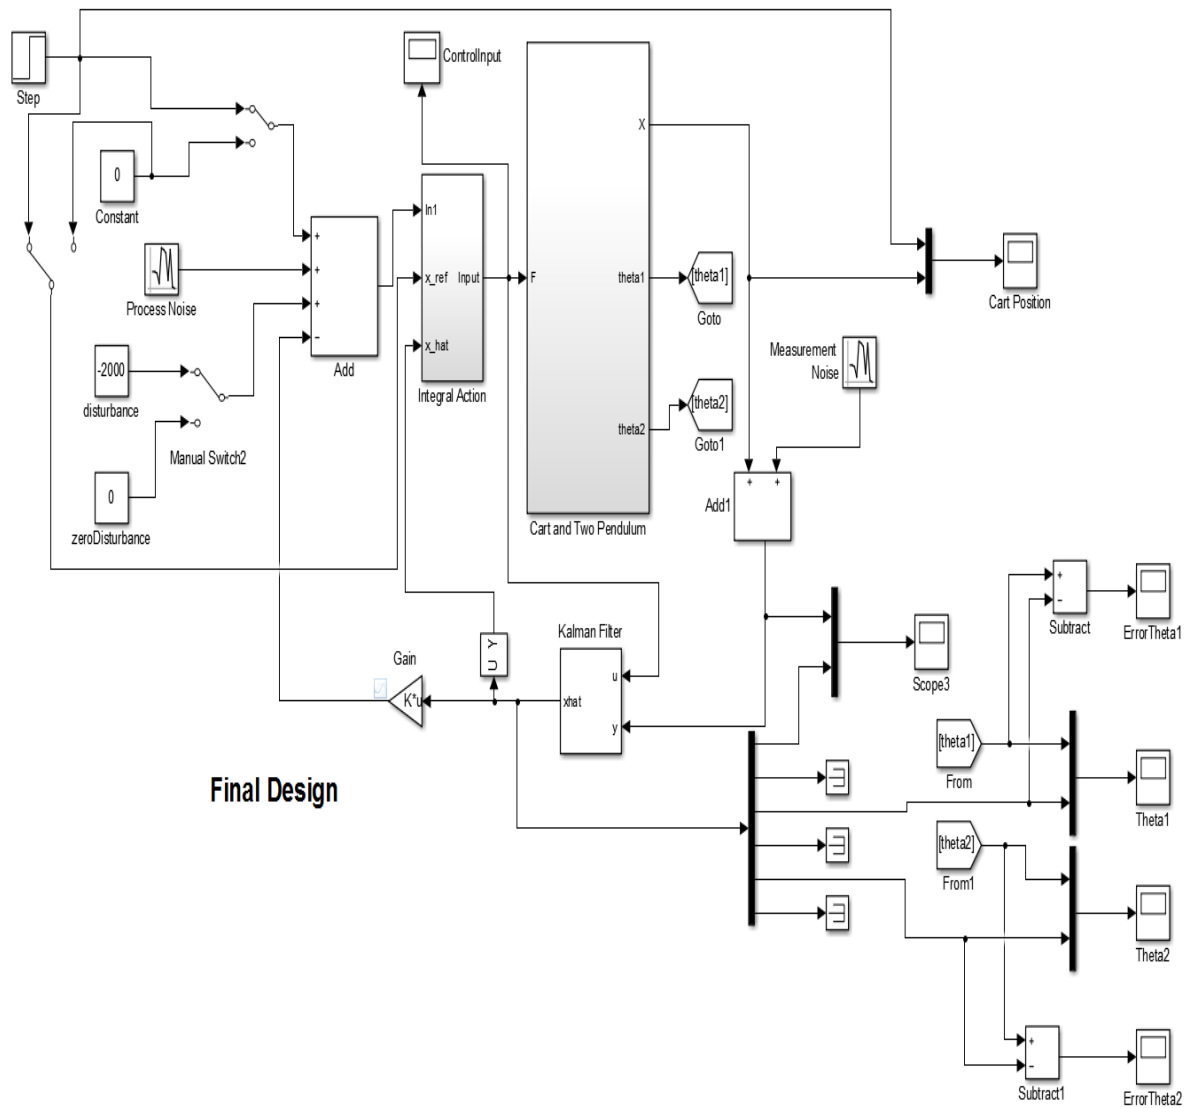 Step
ControlInput
X
0
Constant
In1
+
+
Process Noise
x_ref
Input
F
theta1
[theta1]
Goto
Cart Position
+
-2000
disturbance
−
Add
x_hat
Integral Action
Measurement
Noise
theta2
[theta2]
Goto1
Manual Switch2
0
zeroDisturbance
Cart and Two Pendulum
+
+
Add1
+
−
Subtract
ErrorTheta1
Kalman Filter
U Y
u
xhat
y
Gain
K*u
Scope3
Final Design
[theta1]
From
Theta1
[theta2]
From1
Theta2
+
−
Subtract1
ErrorTheta2